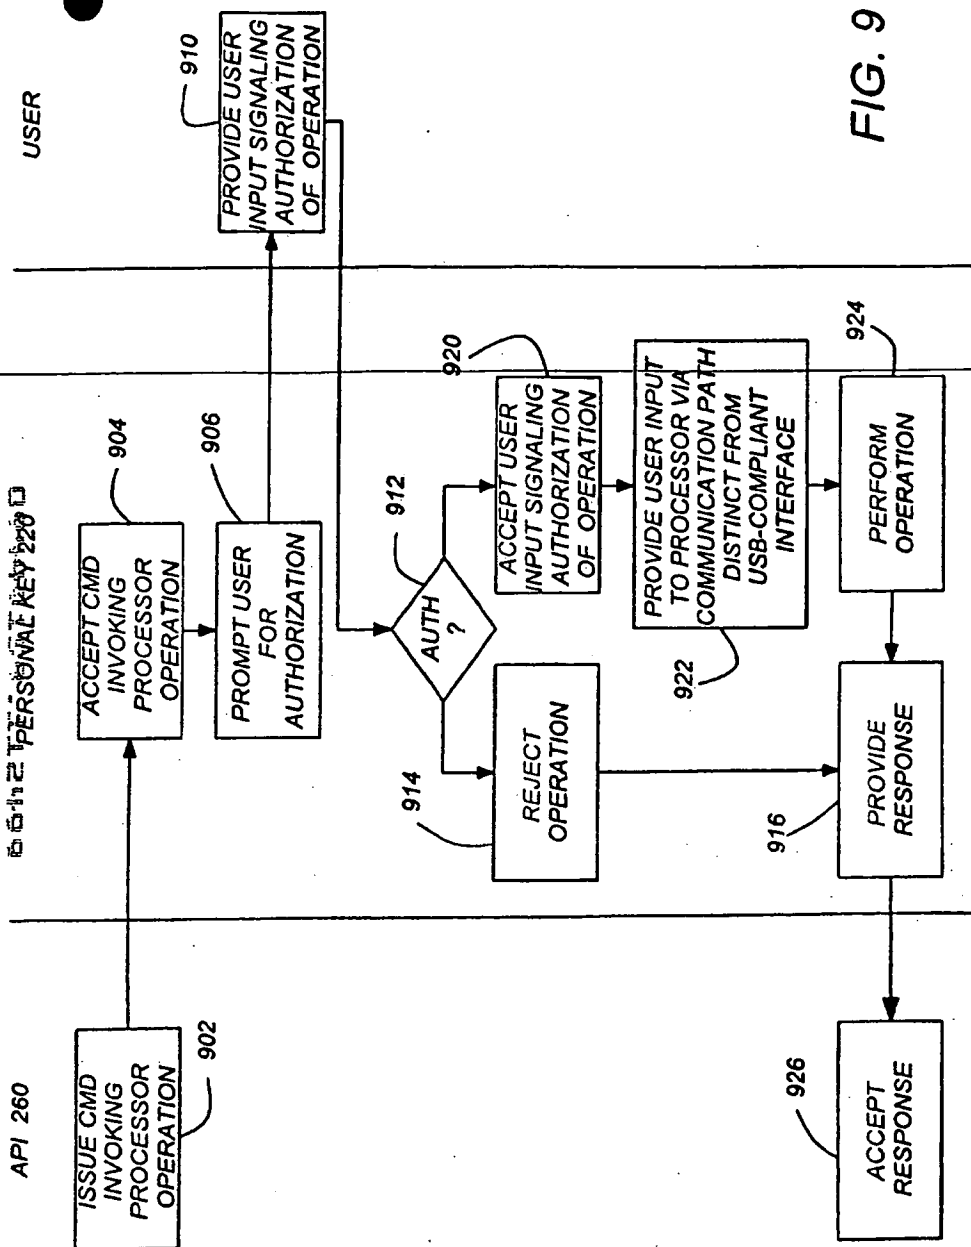 API 260
PERSONAL KEY 220
USER
ISSUE CMD
INVOKING
PROCESSOR
OPERATION
902
ACCEPT CMD
INVOKING
PROCESSOR
OPERATION
904
PROMPT USER
FOR
AUTHORIZATION
906
PROVIDE USER
INPUT SIGNALING
AUTHORIZATION
OF OPERATION
910
AUTH
?
912
REJECT
OPERATION
914
ACCEPT USER
INPUT SIGNALING
AUTHORIZATION
OF OPERATION
920
PROVIDE USER INPUT
TO PROCESSOR VIA
COMMUNICATION PATH
DISTINCT FROM
USB-COMPLIANT
INTERFACE
922
PERFORM
OPERATION
924
PROVIDE
RESPONSE
916
ACCEPT
RESPONSE
926
FIG. 9